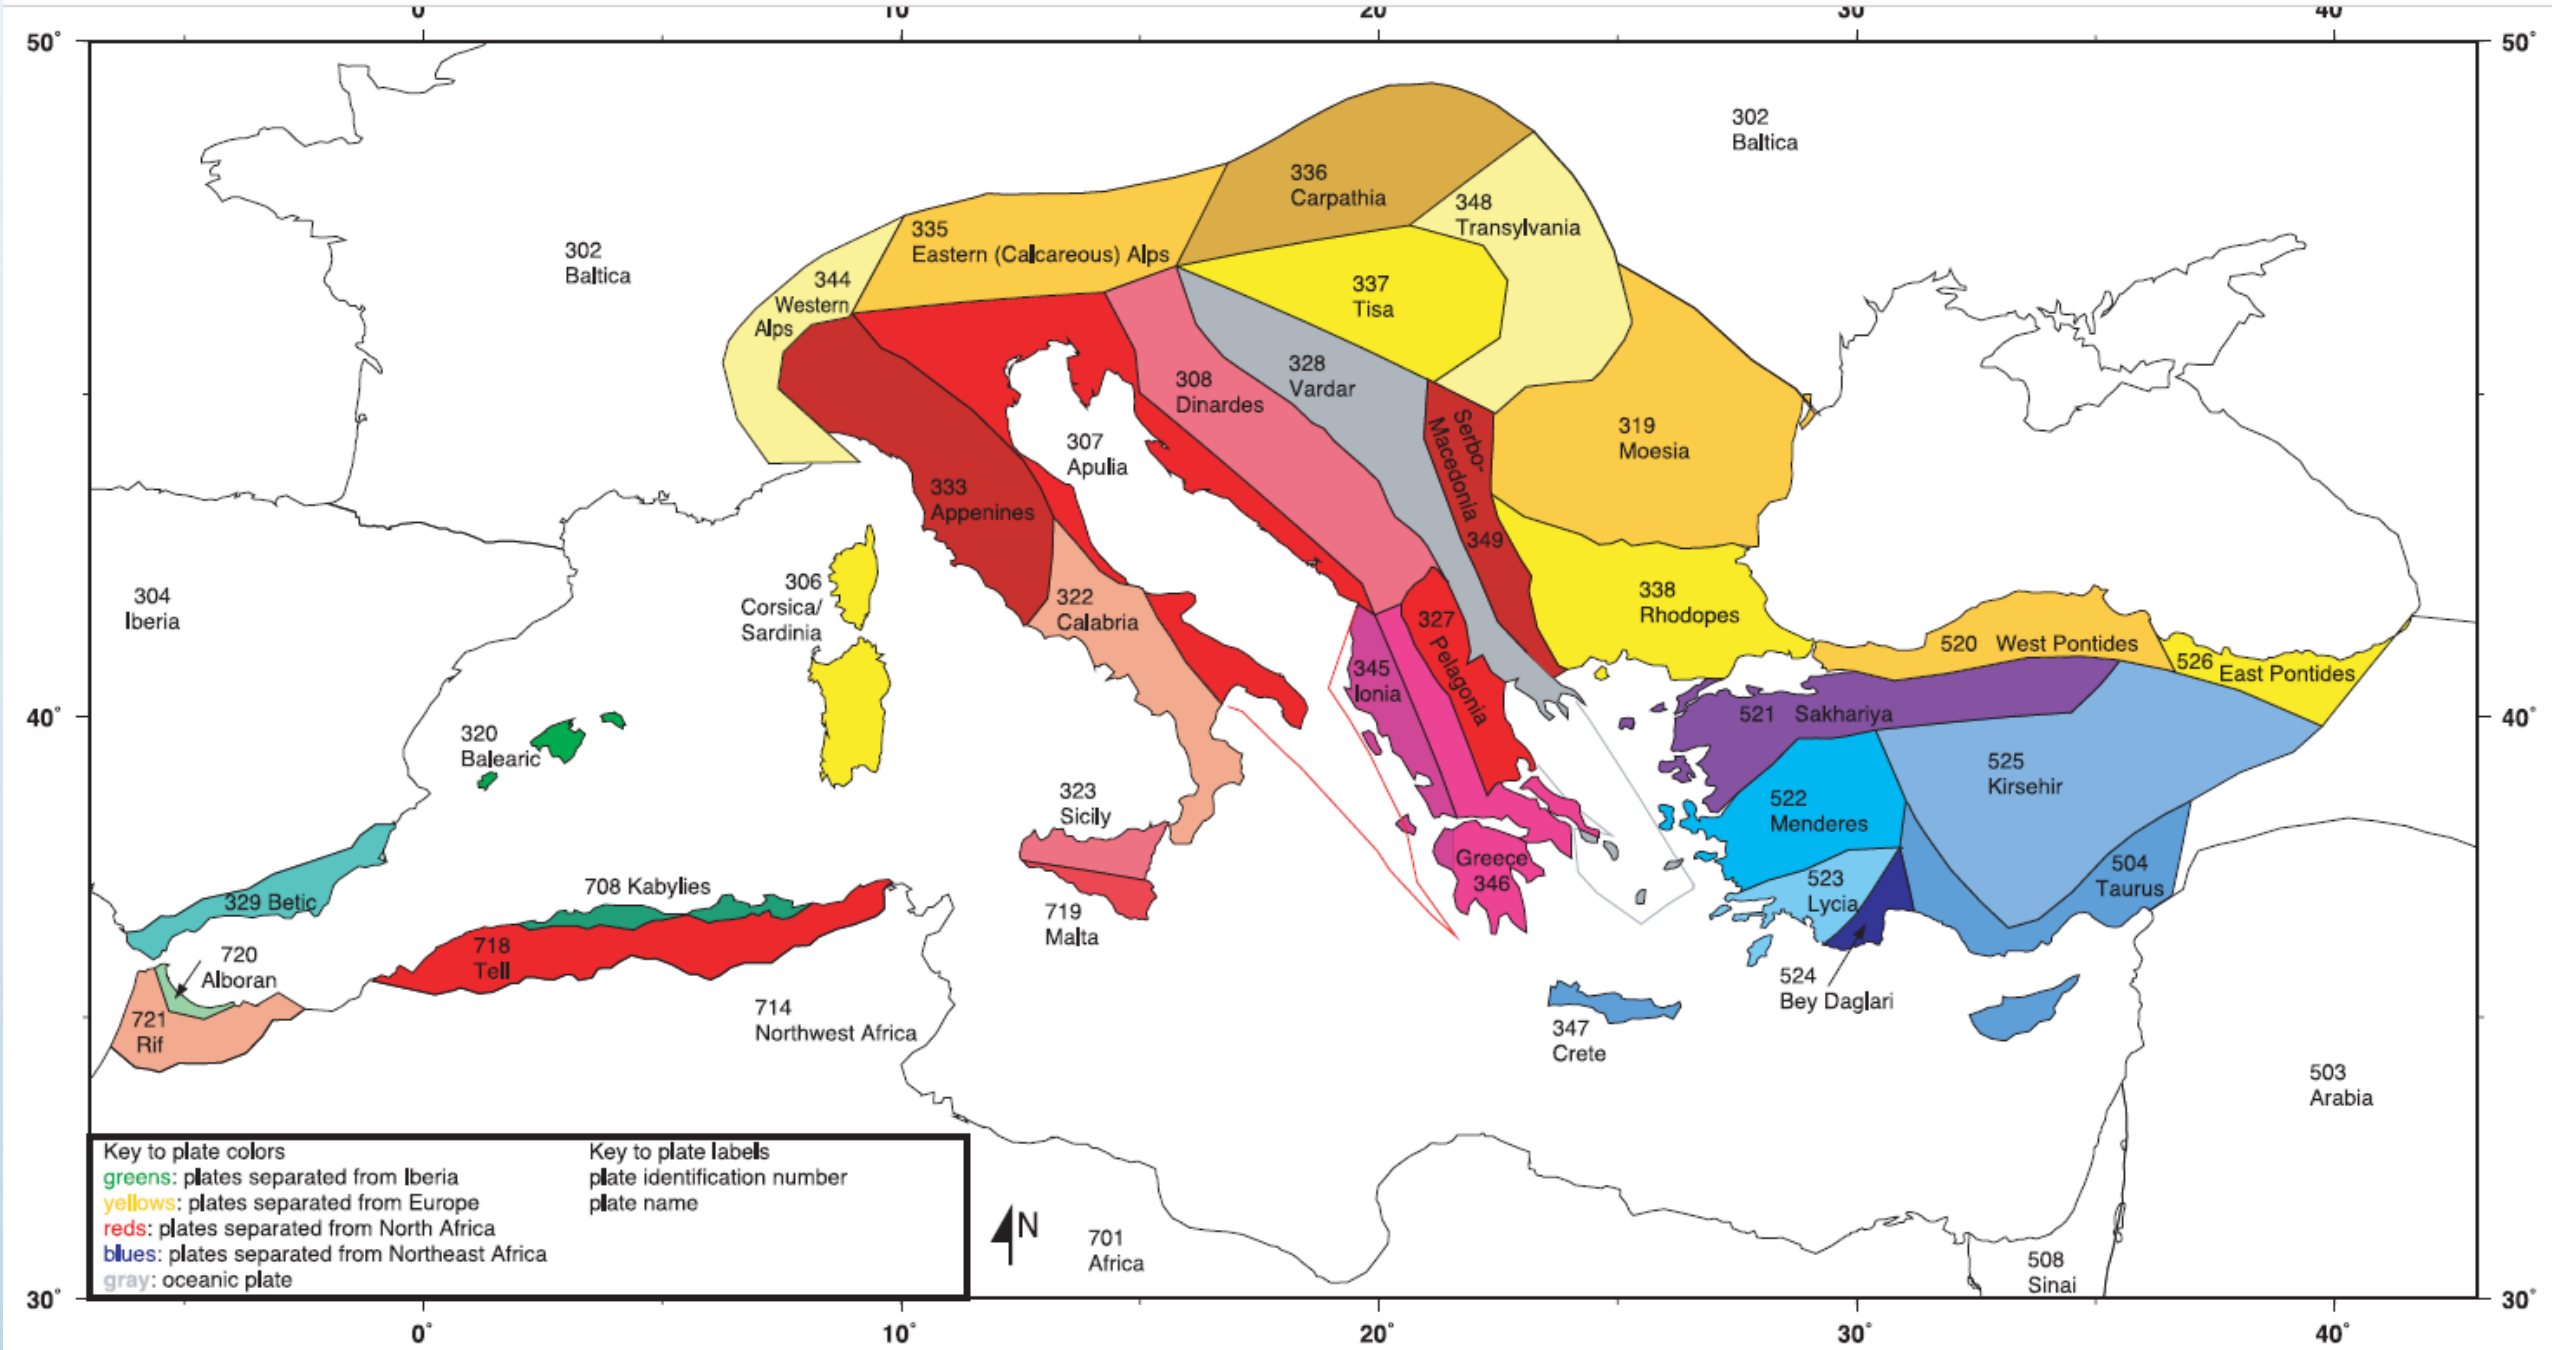 0° 10° 20° 30° 40°
50° 50°
302
Baltica
336
Carpathia
348
Transylvania
335
Eastern (Calcareous) Alps
302
Baltica
344
Western
Alps
337
Tisa
328
Vardar
308
Dinardes
307
Apulia
Serbo-
Macedonia 349
319
Moesia
333
Appenines
304
Iberia
306
Corsica/
Sardinia
322
Calabria
327
Pelagonia
338
Rhodopes
520 West Pontides
526 East Pontides
345
Ionia
521 Sakhariya
40° 40°
320
Balearic
525
Kirsehir
522
Menderes
323
Sicily
Greece
346
504
Taurus
523
Lycia
329 Betic
708 Kabylies
719
Malta
718
Tell
720
Alboran
524
Bey Daglari
721
Rif
714
Northwest Africa
347
Crete
503
Arabia
Key to plate colors
greens: plates separated from Iberia
yellows: plates separated from Europe
reds: plates separated from North Africa
blues: plates separated from Northeast Africa
gray: oceanic plate
Key to plate labels
plate identification number
plate name
N
701
Africa
508
Sinai
30° 30°
0° 10° 20° 30° 40°